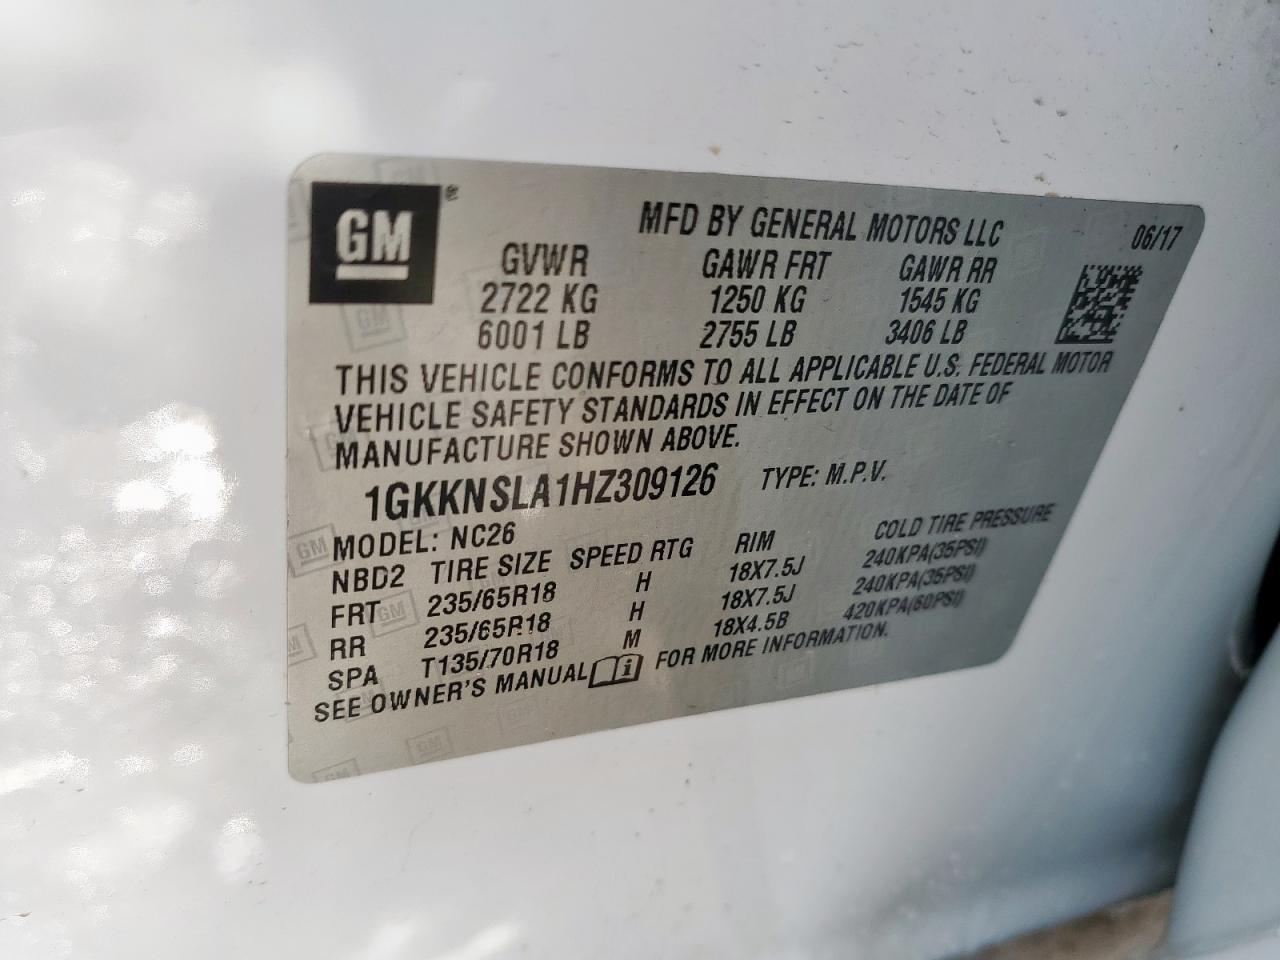 GM ®
MFD BY GENERAL MOTORS LLC 06/17
GVWR GAWR FRT GAWR RR
2722 KG 1250 KG 1545 KG
6001 LB 2755 LB 3406 LB
THIS VEHICLE CONFORMS TO ALL APPLICABLE U.S. FEDERAL MOTOR
VEHICLE SAFETY STANDARDS IN EFFECT ON THE DATE OF
MANUFACTURE SHOWN ABOVE.
1GKKNSLA1HZ309126 TYPE: M.P.V.
MODEL: NC26
NBD2 TIRE SIZE SPEED RTG RIM COLD TIRE PRESSURE
FRT 235/65R18 H 18X7.5J 240KPA(35PSI)
RR 235/65R18 H 18X7.5J 240KPA(35PSI)
SPA T135/70R18 M 18X4.5B 420KPA(60PSI)
SEE OWNER'S MANUAL FOR MORE INFORMATION.